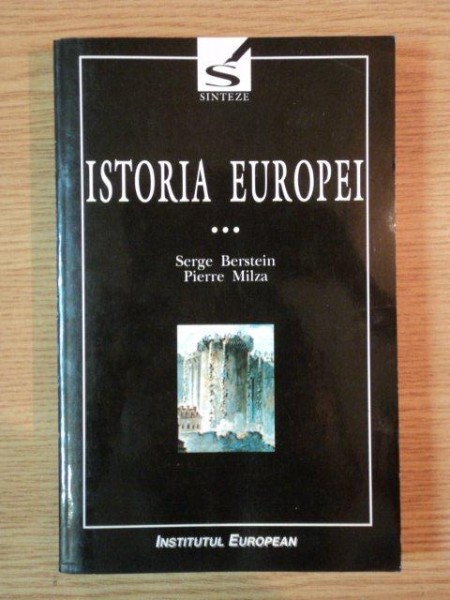 S
SINTEZE
ISTORIA EUROPEI
•••
Serge Berstein
Pierre Milza
INSTITUTUL EUROPEAN